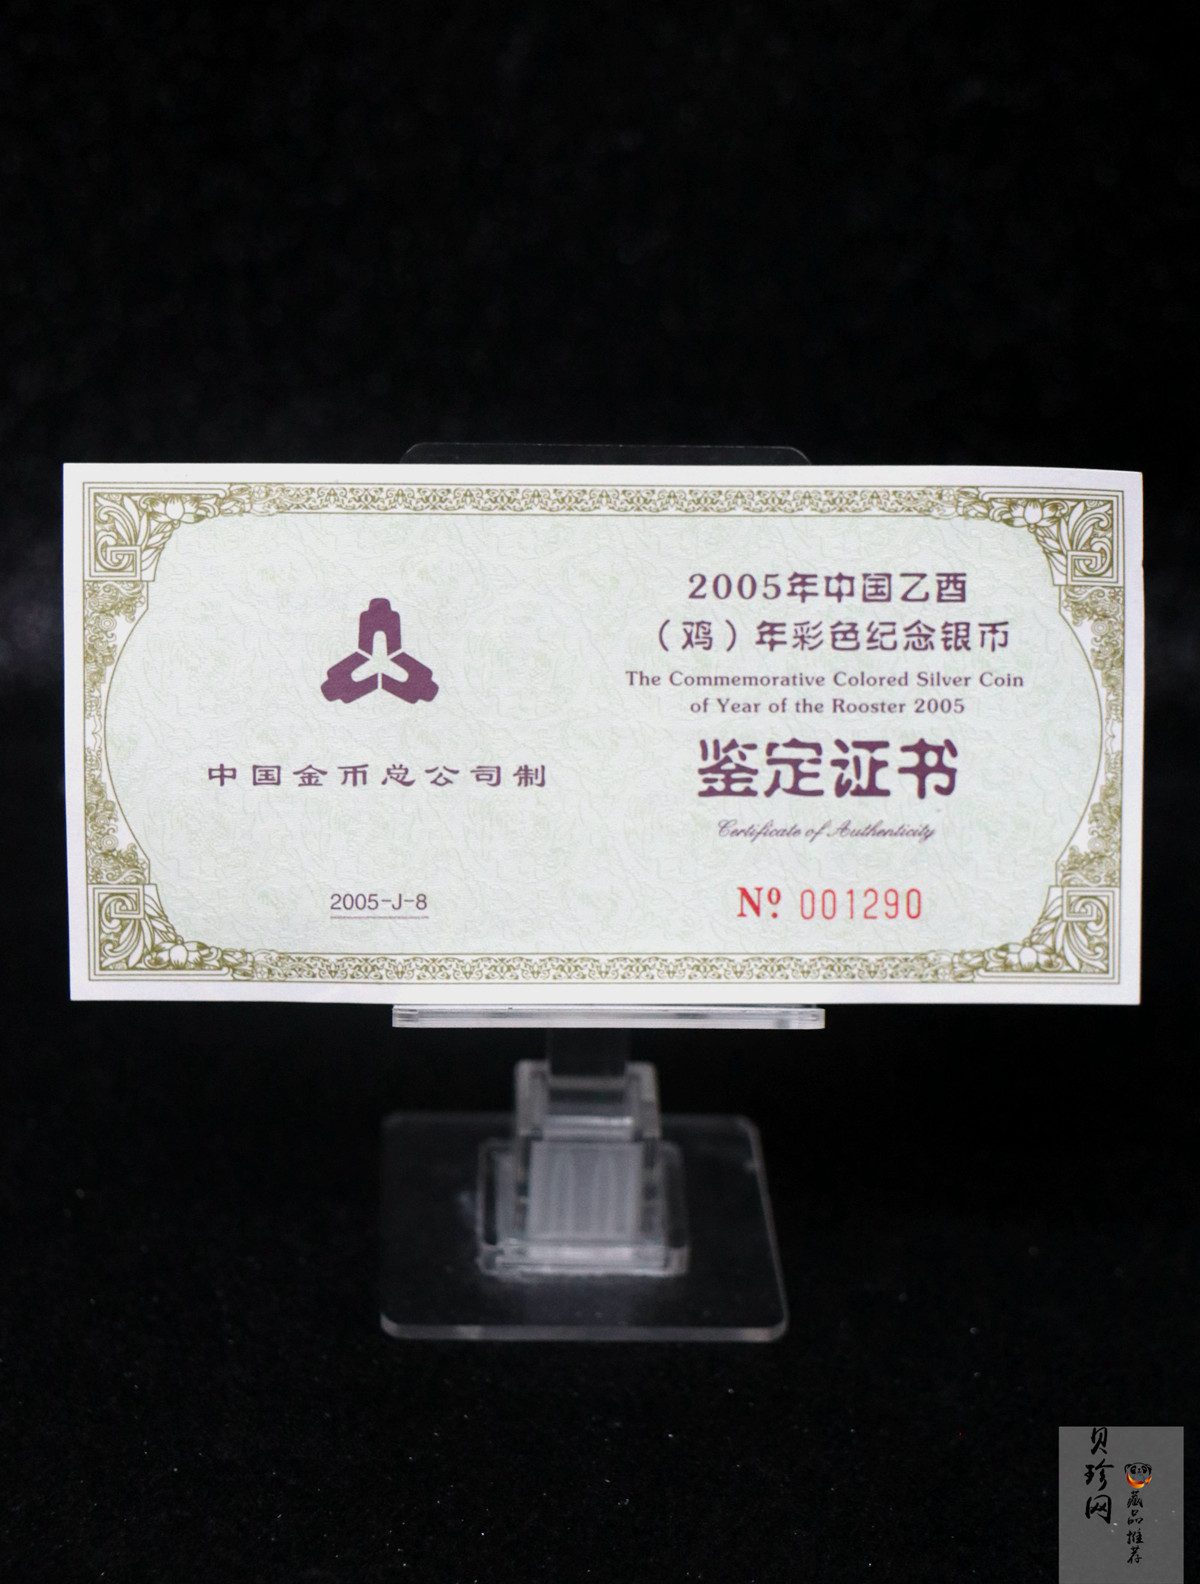 中国金币总公司制
2005-J-8
2005年中国乙酉
（鸡）年彩色纪念银币
The Commemorative Colored Silver Coin
of Year of the Rooster 2005
鉴定证书
Certificate of Authenticity
Nº. 001290
贝珍网
藏品推荐